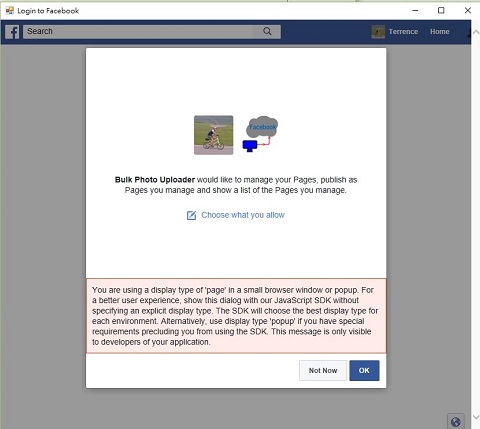 Login to Facebook
Search
Terrence Home
Facebook
Bulk Photo Uploader would like to manage your Pages, publish as
Pages you manage and show a list of the Pages you manage.
Choose what you allow
You are using a display type of 'page' in a small browser window or popup. For
a better user experience, show this dialog with our JavaScript SDK without
specifying an explicit display type. The SDK will choose the best display type for
each environment. Alternatively, use display type 'popup' if you have special
requirements precluding you from using the SDK. This message is only visible
to developers of your application.
Not Now OK